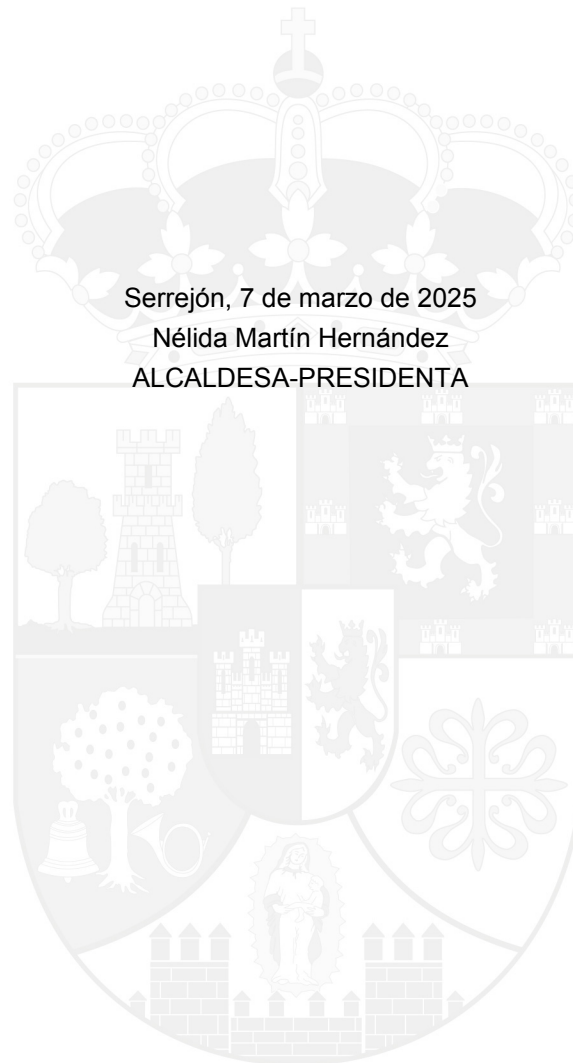 Serrejón, 7 de marzo de 2025
Nélida Martín Hernández
ALCALDESA-PRESIDENTA